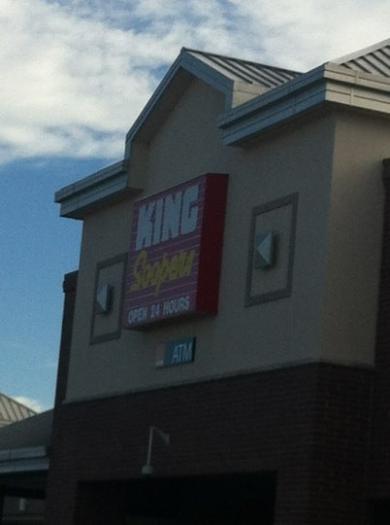 KING
Soopers
OPEN 24 HOURS
ATM